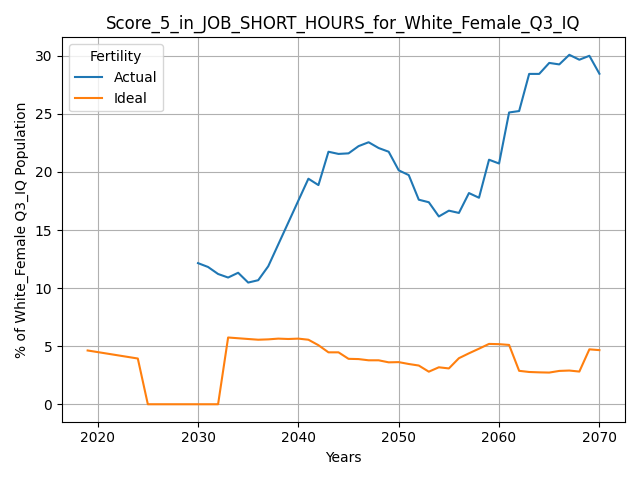 Score_5_in_JOB_SHORT_HOURS_for_White_Female_Q3_IQ
Fertility
Actual
Ideal
% of White_Female Q3_IQ Population
30
25
20
15
10
5
0
2020 2030 2040 2050 2060 2070
Years